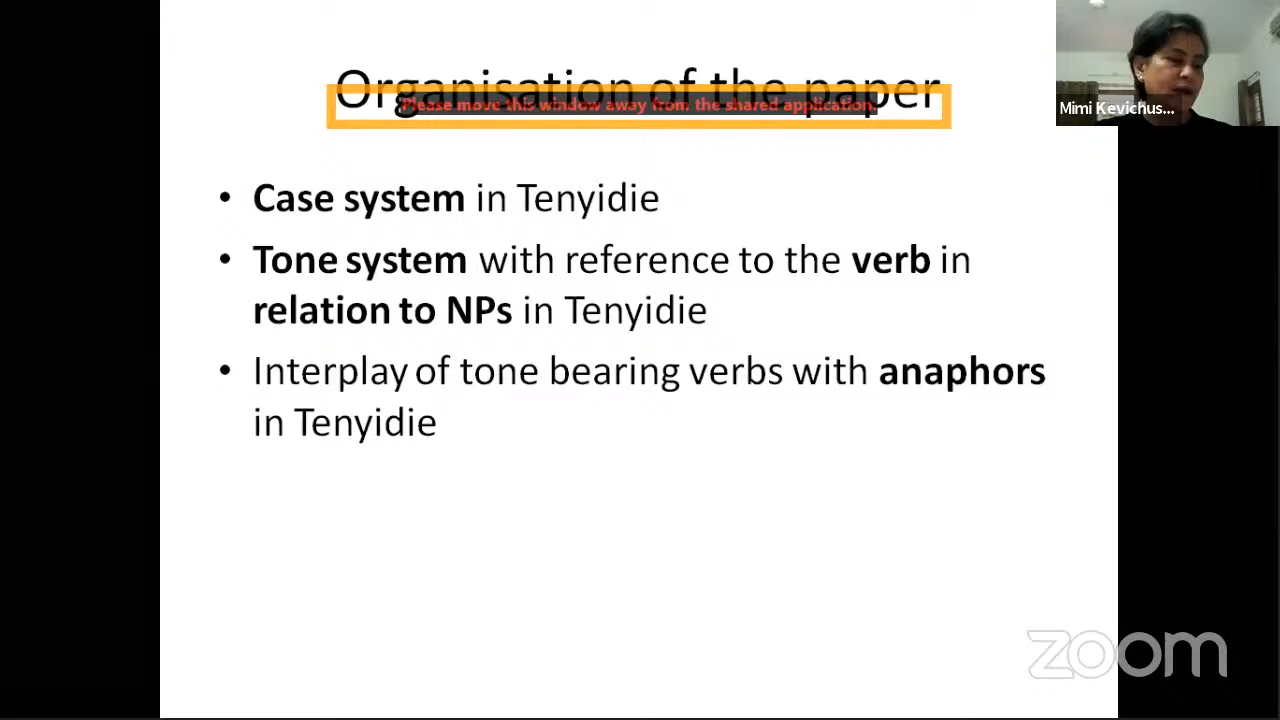 Organisation of the paper
Please move this window away from the shared application.
Mimi Kevichus...
• Case system in Tenyidie
• Tone system with reference to the verb in
relation to NPs in Tenyidie
• Interplay of tone bearing verbs with anaphors
in Tenyidie
zoom